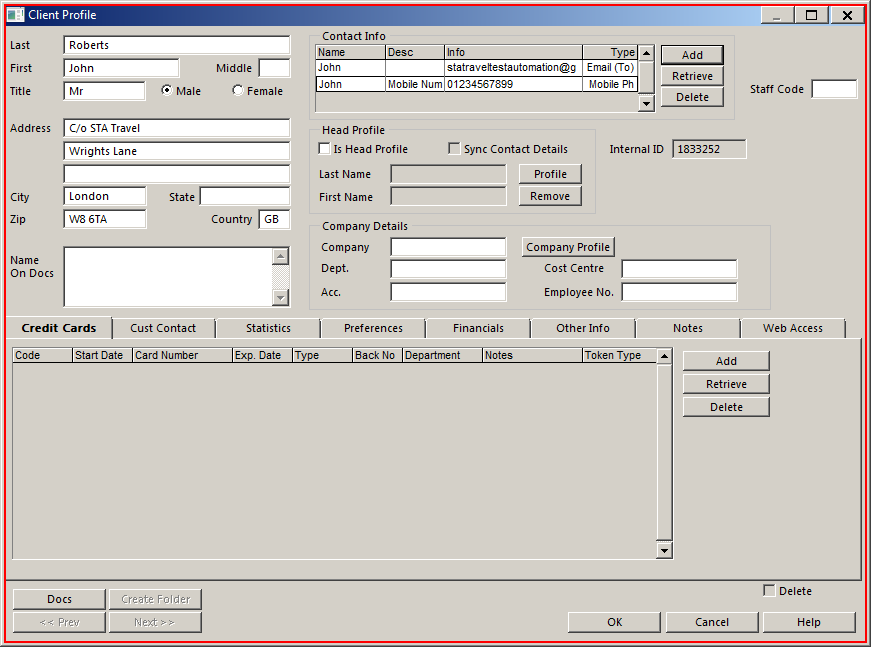 Client Profile
Last Roberts
First John Middle
Title Mr Male Female
Address C/o STA Travel
Wrights Lane
City London State
Zip W8 6TA Country GB
Name
On Docs
Contact Info
Name Desc Info Type
John statraveltestautomation@g Email (To)
John Mobile Num 01234567899 Mobile Ph
Add
Retrieve
Delete
Staff Code
Head Profile
Is Head Profile Sync Contact Details
Last Name Profile
First Name Remove
Internal ID 1833252
Company Details
Company Company Profile
Dept. Cost Centre
Acc. Employee No.
Credit Cards Cust Contact Statistics Preferences Financials Other Info Notes Web Access
Code Start Date Card Number Exp. Date Type Back No Department Notes Token Type
Add
Retrieve
Delete
Docs Create Folder
<< Prev Next >>
Delete
OK Cancel Help